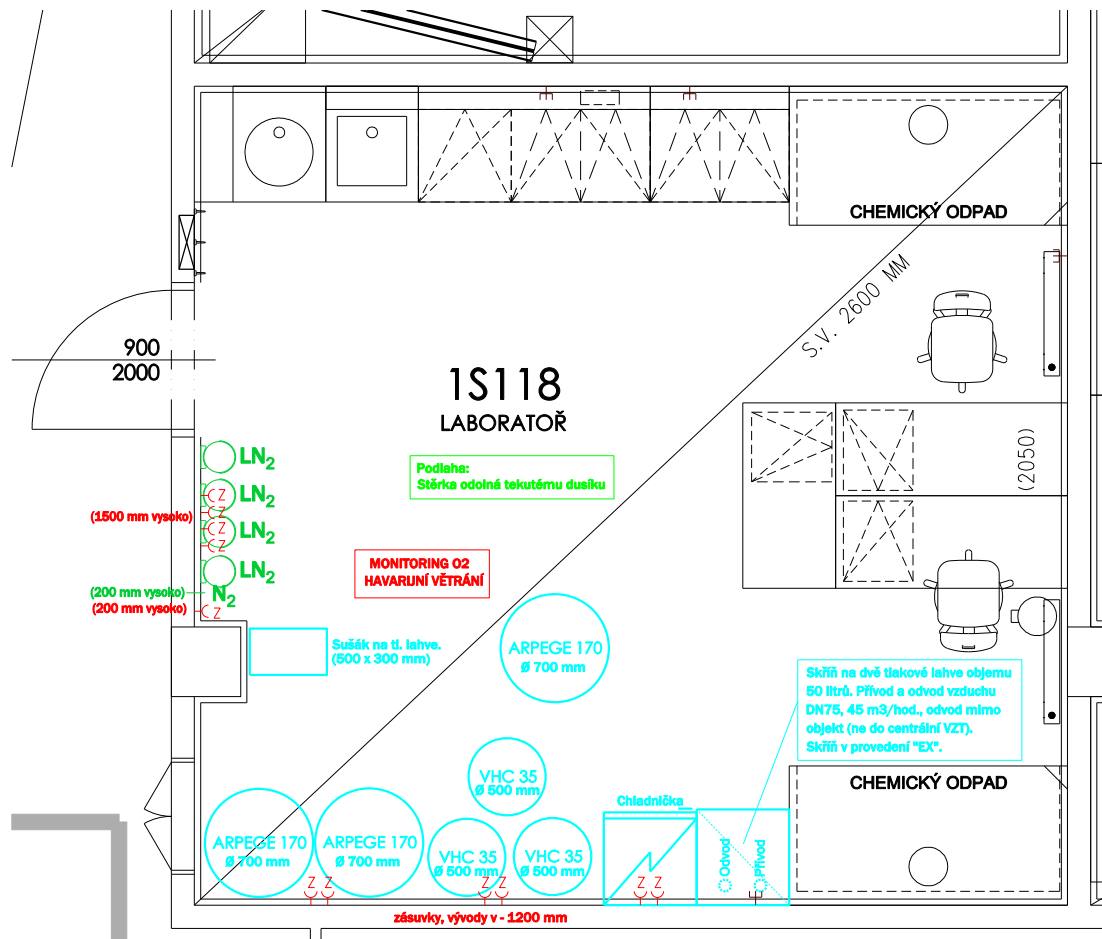 CHEMICKÝ ODPAD
S.V. 2600 MM
900
2000
1S118
LABORATOŘ
LN2
LN2
LN2
LN2
N2
Z
Z
Z
Z
Z
(1500 mm vysoko)
(200 mm vysoko)
(200 mm vysoko)
Podlaha:
Stěrka odolná tekutému dusíku
(2050)
MONITORING O2
HAVARIJNÍ VĚTRÁNÍ
Sušák na tl. lahve.
(500 x 300 mm)
ARPEGE 170
Ø 700 mm
Skříň na dvě tlakové lahve objemu
50 litrů. Přívod a odvod vzduchu
DN75, 45 m3/hod., odvod mimo
objekt (ne do centrální VZT).
Skříň v provedení "EX".
VHC 35
Ø 500 mm
CHEMICKÝ ODPAD
Chladnička
ARPEGE 170
Ø 700 mm
ARPEGE 170
Ø 700 mm
VHC 35
Ø 500 mm
VHC 35
Ø 500 mm
Odvod
Přívod
Z Z
Z Z
Z Z
zásuvky, vývody v - 1200 mm